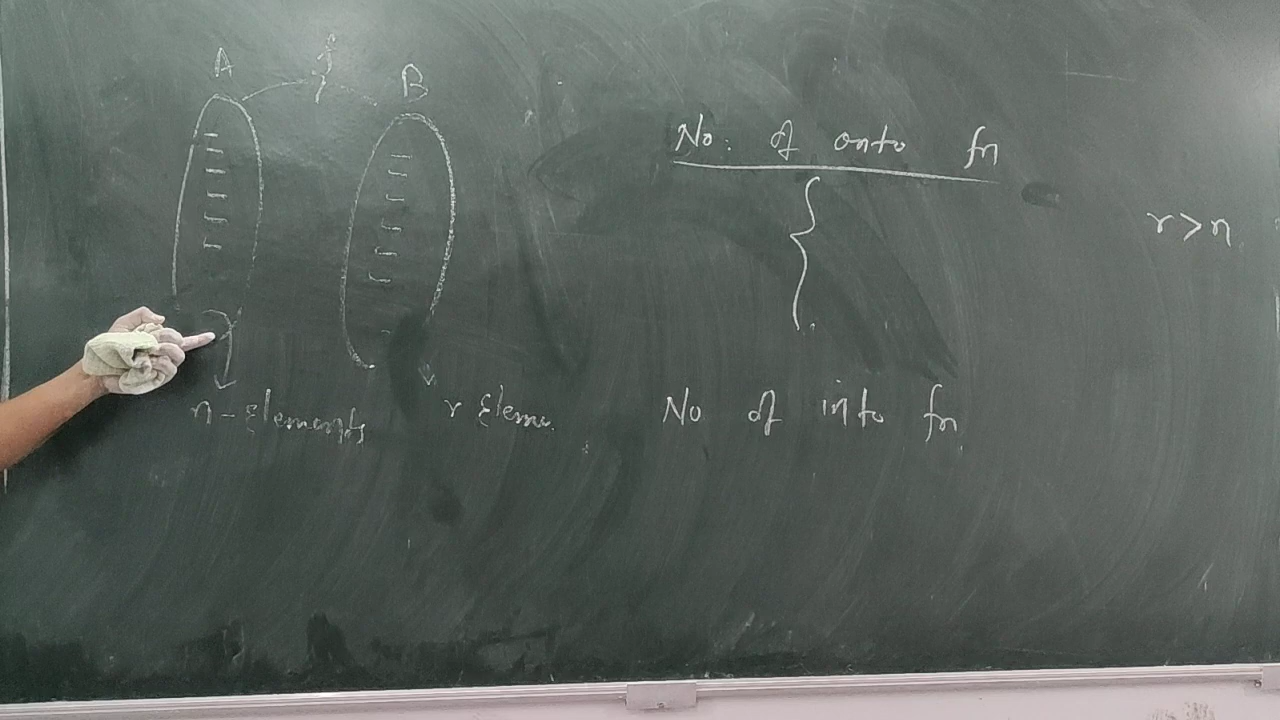 A f B
n - Elements
r Eleme.
No. of onto fn
r > n
No of into fn